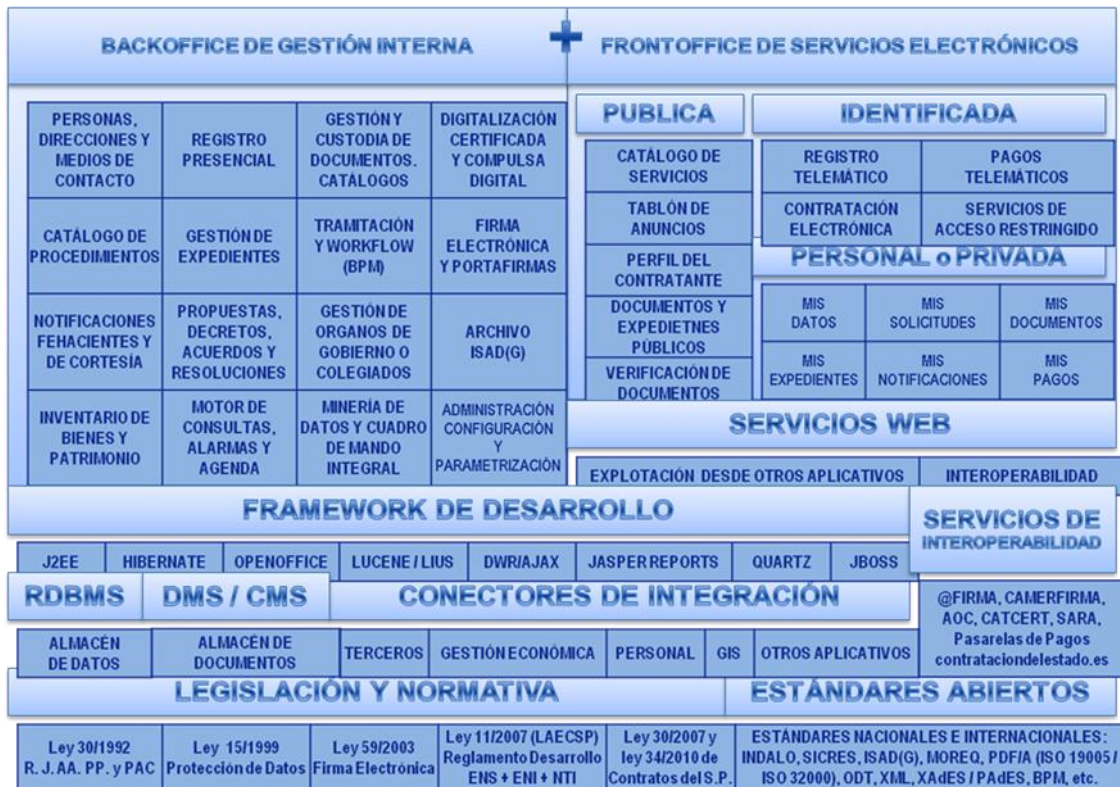 BACKOFFICE DE GESTIÓN INTERNA
+
FRONTOFFICE DE SERVICIOS ELECTRÓNICOS
PERSONAS,
DIRECCIONES Y
MEDIOS DE
CONTACTO
REGISTRO
PRESENCIAL
GESTIÓN Y
CUSTODIA DE
DOCUMENTOS.
CATÁLOGOS
DIGITALIZACIÓN
CERTIFICADA
Y COMPULSA
DIGITAL
CATÁLOGO DE
PROCEDIMIENTOS
GESTIÓN DE
EXPEDIENTES
TRAMITACIÓN
Y WORKFLOW
(BPM)
FIRMA
ELECTRÓNICA
Y PORTAFIRMAS
NOTIFICACIONES
FEHACIENTES Y
DE CORTESÍA
PROPUESTAS,
DECRETOS,
ACUERDOS Y
RESOLUCIONES
GESTIÓN DE
ORGANOS DE
GOBIERNO O
COLEGIADOS
ARCHIVO
ISAD(G)
INVENTARIO DE
BIENES Y
PATRIMONIO
MOTOR DE
CONSULTAS,
ALARMAS Y
AGENDA
MINERÍA DE
DATOS Y CUADRO
DE MANDO
INTEGRAL
ADMINISTRACIÓN
CONFIGURACIÓN
Y
PARAMETRIZACIÓN
PUBLICA
CATÁLOGO DE
SERVICIOS
TABLÓN DE
ANUNCIOS
PERFIL DEL
CONTRATANTE
DOCUMENTOS Y
EXPEDIETNES
PÚBLICOS
VERIFICACIÓN DE
DOCUMENTOS
IDENTIFICADA
REGISTRO
TELEMÁTICO
PAGOS
TELEMÁTICOS
CONTRATACIÓN
ELECTRÓNICA
SERVICIOS DE
ACCESO RESTRINGIDO
PERSONAL o PRIVADA
MIS
DATOS
MIS
SOLICITUDES
MIS
DOCUMENTOS
MIS
EXPEDIENTES
MIS
NOTIFICACIONES
MIS
PAGOS
SERVICIOS WEB
EXPLOTACIÓN DESDE OTROS APLICATIVOS
INTEROPERABILIDAD
FRAMEWORK DE DESARROLLO
J2EE
HIBERNATE
OPENOFFICE
LUCENE / LIUS
DWR/AJAX
JASPER REPORTS
QUARTZ
JBOSS
SERVICIOS DE
INTEROPERABILIDAD
@FIRMA, CAMERFIRMA,
AOC, CATCERT, SARA,
Pasarelas de Pagos
contrataciondelestado.es
RDBMS
DMS / CMS
CONECTORES DE INTEGRACIÓN
ALMACÉN
DE DATOS
ALMACÉN DE
DOCUMENTOS
TERCEROS
GESTIÓN ECONÓMICA
PERSONAL
GIS
OTROS APLICATIVOS
LEGISLACIÓN Y NORMATIVA
ESTÁNDARES ABIERTOS
Ley 30/1992
R. J. AA. PP. y PAC
Ley 15/1999
Protección de Datos
Ley 59/2003
Firma Electrónica
Ley 11/2007 (LAECSP)
Reglamento Desarrollo
ENS + ENI + NTI
Ley 30/2007 y
ley 34/2010 de
Contratos del S.P.
ESTÁNDARES NACIONALES E INTERNACIONALES:
INDALO, SICRES, ISAD(G), MOREQ, PDF/A (ISO 19005 /
ISO 32000), ODT, XML, XAdES / PAdES, BPM, etc.